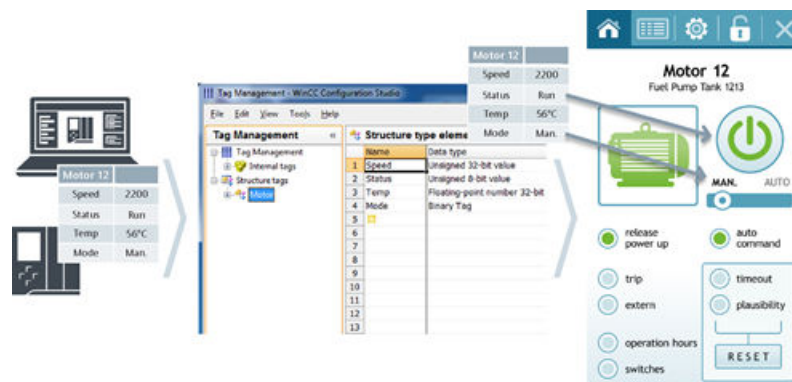 Motor 12
Speed 2200
Status Run
Temp 56°C
Mode Man.
Tag Management - WinCC Configuration Studio
File Edit View Tools Help
Tag Management «
Tag Management
Internal tags
Structure tags
Motor
Structure type eleme
Name Data type
1 Speed Unsigned 32-bit value
2 Status Unsigned 8-bit value
3 Temp Floating-point number 32-bit
4 Mode Binary Tag
5
6
7
8
9
10
11
12
13
Motor 12
Speed 2200
Status Run
Temp 56°C
Mode Man.
Motor 12
Fuel Pump Tank 1213
MAN. AUTO
release power up
auto command
trip
timeout
extern
plausibility
operation hours
RESET
switches